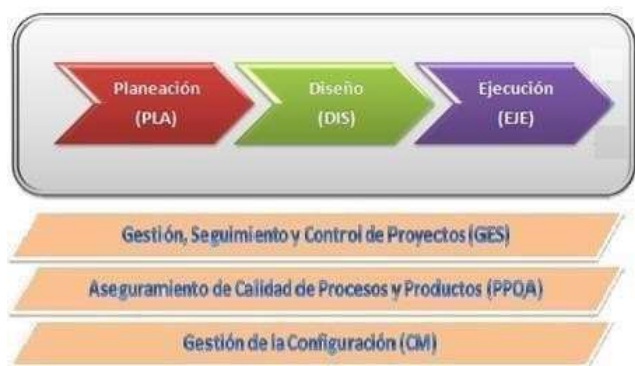 Planeación
(PLA)
Diseño
(DIS)
Ejecución
(EJE)
Gestión, Seguimiento y Control de Proyectos (GES)
Aseguramiento de Calidad de Procesos y Productos (PPQA)
Gestión de la Configuración (CM)